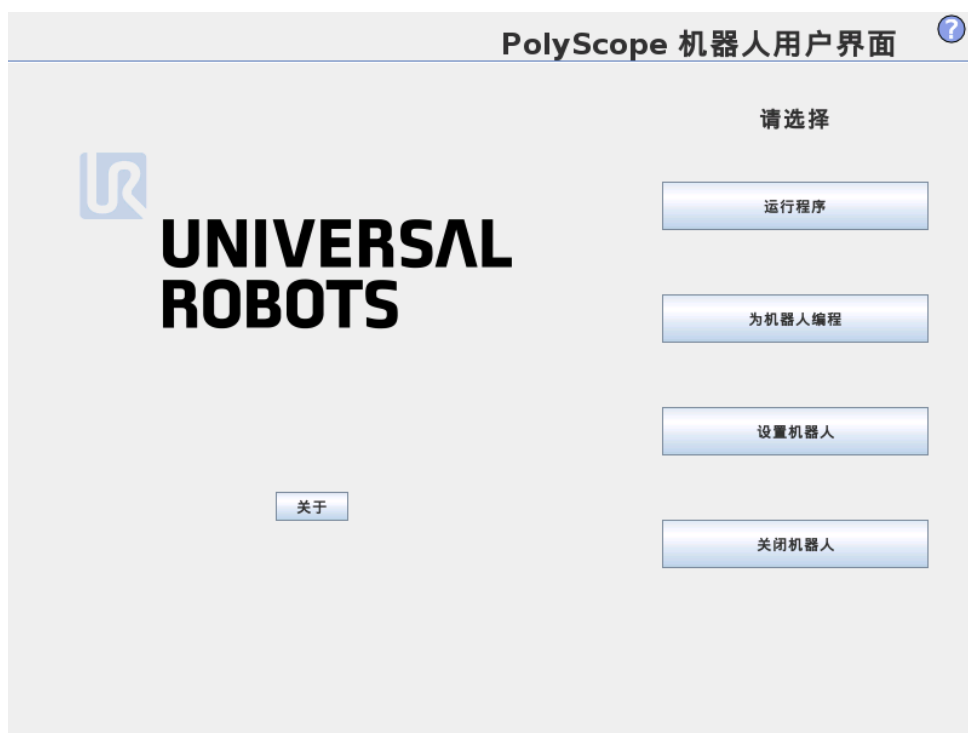 PolyScope 机器人用户界面
?
请选择
UR
UNIVERSAL
ROBOTS
运行程序
为机器人编程
设置机器人
关于
关闭机器人